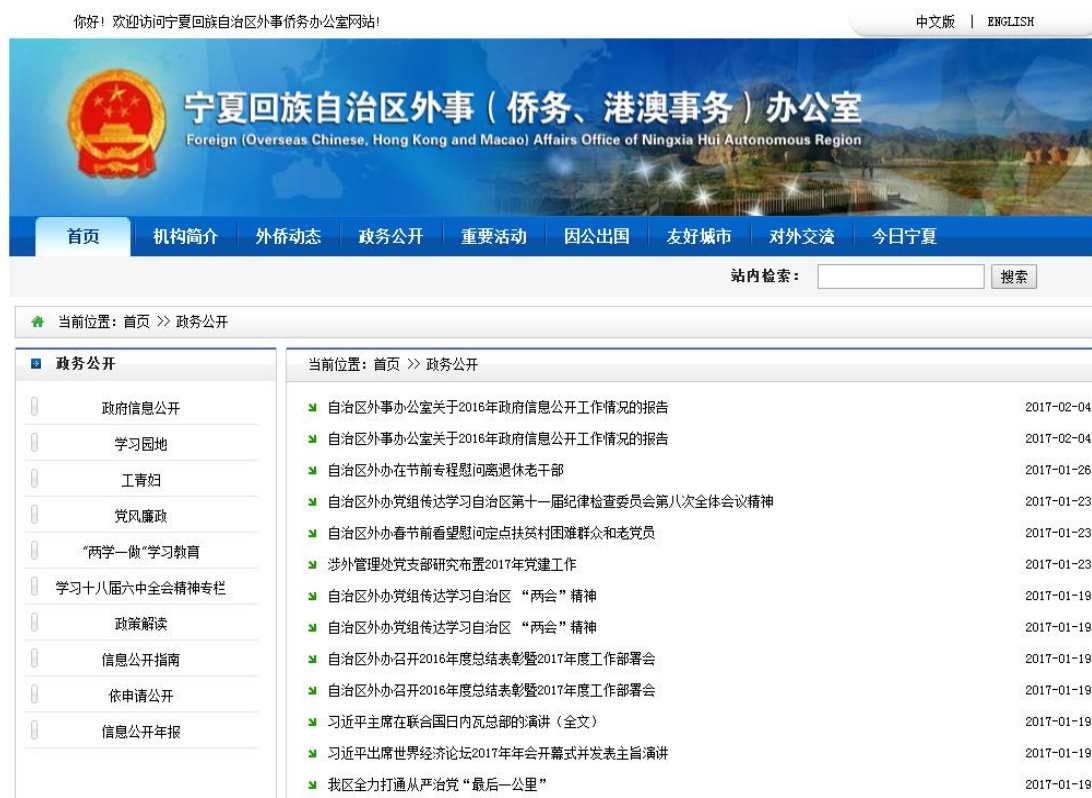 你好！欢迎访问宁夏回族自治区外事侨务办公室网站!
中文版 | ENGLISH
宁夏回族自治区外事（侨务、港澳事务）办公室
Foreign (Overseas Chinese, Hong Kong and Macao) Affairs Office of Ningxia Hui Autonomous Region
首页 机构简介 外侨动态 政务公开 重要活动 因公出国 友好城市 对外交流 今日宁夏
站内检索： 搜索
当前位置：首页 >> 政务公开
政务公开
政府信息公开
学习园地
工青妇
党风廉政
“两学一做“学习教育
学习十八届六中全会精神专栏
政策解读
信息公开指南
依申请公开
信息公开年报
当前位置：首页 >> 政务公开
自治区外事办公室关于2016年政府信息公开工作情况的报告 2017-02-04
自治区外事办公室关于2016年政府信息公开工作情况的报告 2017-02-04
自治区外办在节前专程慰问离退休老干部 2017-01-26
自治区外办党组传达学习自治区第十一届纪律检查委员会第八次全体会议精神 2017-01-23
自治区外办春节前看望慰问定点扶贫村困难群众和老党员 2017-01-23
涉外管理处党支部研究布置2017年党建工作 2017-01-23
自治区外办党组传达学习自治区 “两会”精神 2017-01-19
自治区外办党组传达学习自治区 “两会”精神 2017-01-19
自治区外办召开2016年度总结表彰暨2017年度工作部署会 2017-01-19
自治区外办召开2016年度总结表彰暨2017年度工作部署会 2017-01-19
习近平主席在联合国日内瓦总部的演讲（全文） 2017-01-19
习近平出席世界经济论坛2017年年会开幕式并发表主旨演讲 2017-01-19
我区全力打通从严治党“最后一公里” 2017-01-19